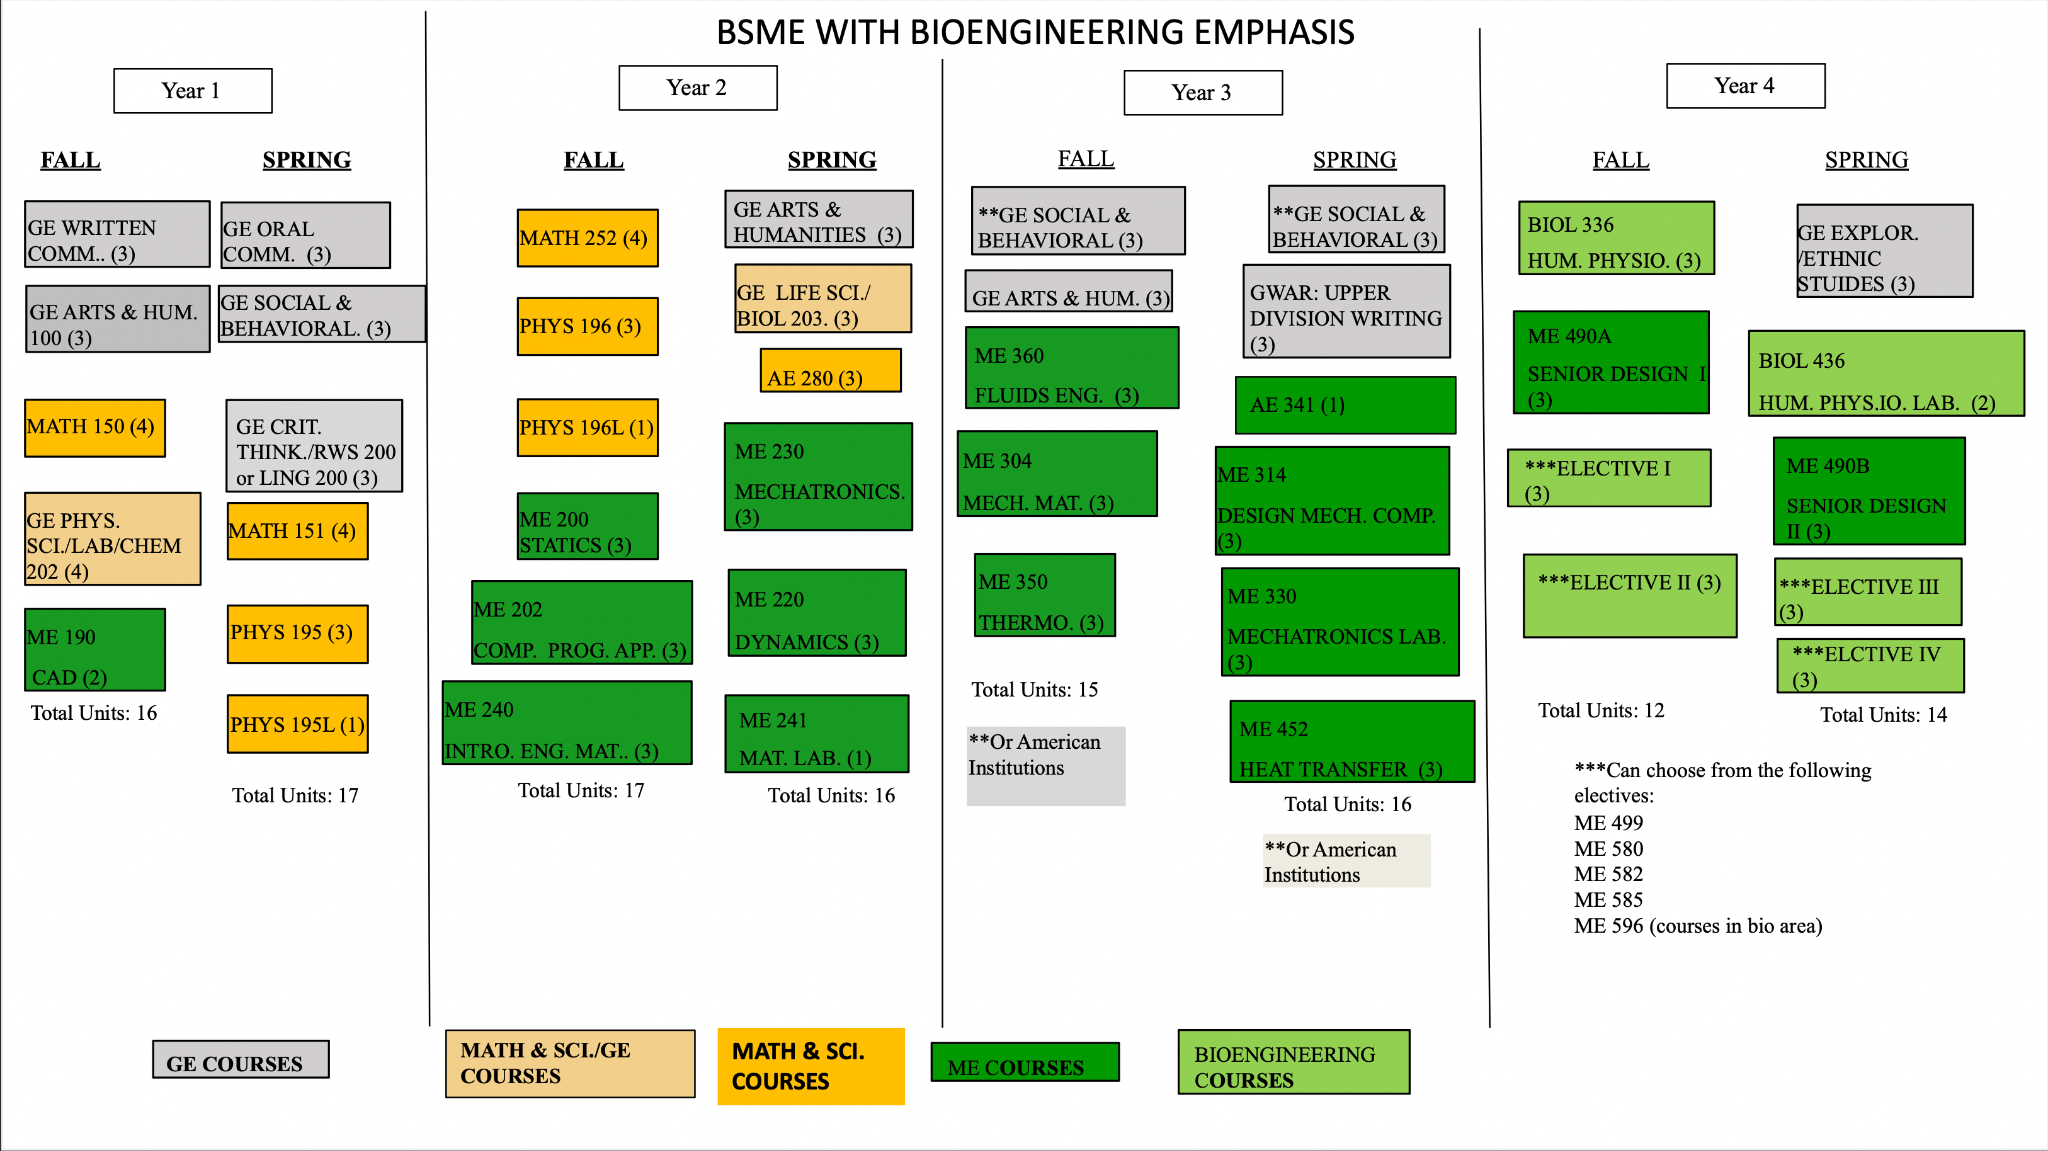 BSME WITH BIOENGINEERING EMPHASIS
Year 1
FALL
GE WRITTEN
COMM.. (3)
GE ARTS & HUM.
100 (3)
MATH 150 (4)
GE PHYS.
SCI./LAB/CHEM
202 (4)
ME 190
CAD (2)
Total Units: 16
SPRING
GE ORAL
COMM. (3)
GE SOCIAL &
BEHAVIORAL. (3)
GE CRIT.
THINK./RWS 200
or LING 200 (3)
MATH 151 (4)
PHYS 195 (3)
PHYS 195L (1)
Total Units: 17
Year 2
FALL
MATH 252 (4)
PHYS 196 (3)
PHYS 196L (1)
ME 200
STATICS (3)
ME 202
COMP. PROG. APP. (3)
ME 240
INTRO. ENG. MAT.. (3)
Total Units: 17
SPRING
GE ARTS &
HUMANITIES (3)
GE LIFE SCI./
BIOL 203. (3)
AE 280 (3)
ME 230
MECHATRONICS.
(3)
ME 220
DYNAMICS (3)
ME 241
MAT. LAB. (1)
Total Units: 16
Year 3
FALL
**GE SOCIAL &
BEHAVIORAL (3)
GE ARTS & HUM. (3)
ME 360
FLUIDS ENG. (3)
ME 304
MECH. MAT. (3)
ME 350
THERMO. (3)
Total Units: 15
**Or American
Institutions
SPRING
**GE SOCIAL &
BEHAVIORAL (3)
GWAR: UPPER
DIVISION WRITING
(3)
AE 341 (1)
ME 314
DESIGN MECH. COMP.
(3)
ME 330
MECHATRONICS LAB.
(3)
ME 452
HEAT TRANSFER (3)
Total Units: 16
**Or American
Institutions
Year 4
FALL
BIOL 336
HUM. PHYSIO. (3)
ME 490A
SENIOR DESIGN I
(3)
***ELECTIVE I
(3)
***ELECTIVE II (3)
Total Units: 12
SPRING
GE EXPLOR.
/ETHNIC
STUIDES (3)
BIOL 436
HUM. PHYS.IO. LAB. (2)
ME 490B
SENIOR DESIGN
II (3)
***ELECTIVE III
(3)
***ELCTIVE IV
(3)
Total Units: 14
***Can choose from the following
electives:
ME 499
ME 580
ME 582
ME 585
ME 596 (courses in bio area)
GE COURSES
MATH & SCI./GE
COURSES
MATH & SCI.
COURSES
ME COURSES
BIOENGINEERING
COURSES